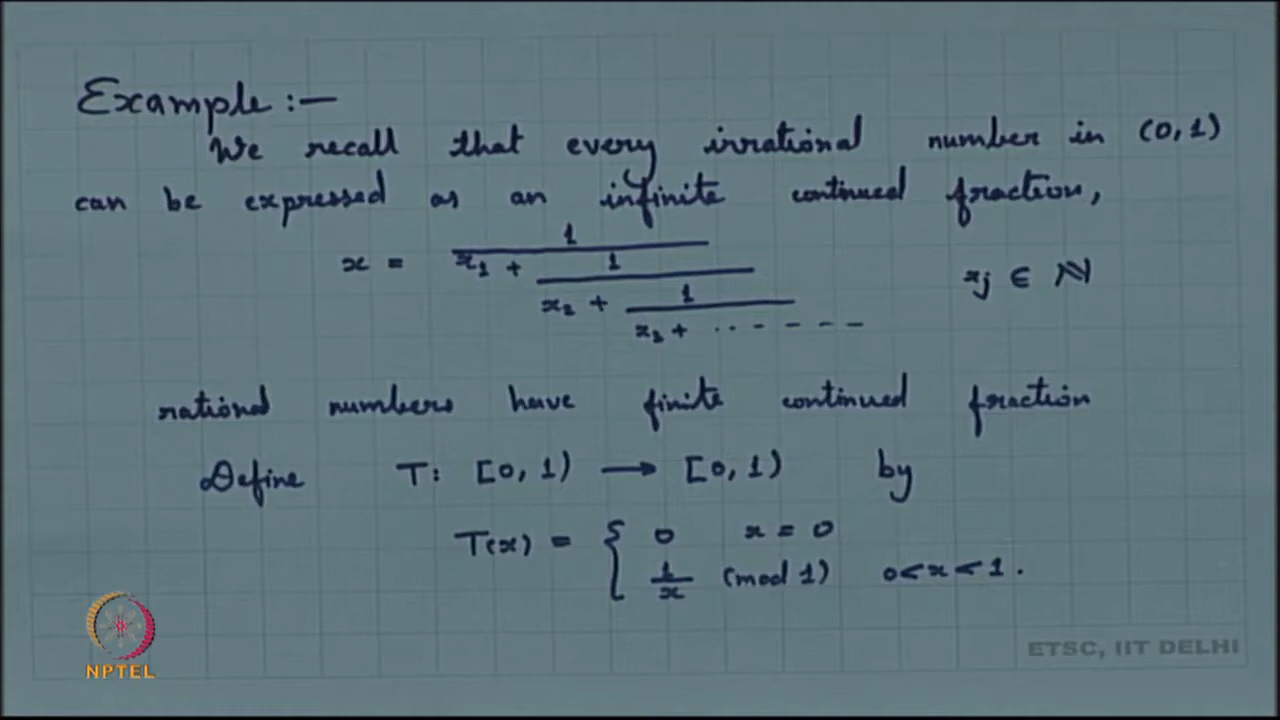 Example :—
We recall that every irrational number in (0,1)
can be expressed as an infinite continued fraction,
x = 1
x₁ + 1
x₂ + 1
x₃ + ... - - - -
xⱼ ∈ ℕ
rational numbers have finite continued fraction
Define T: [0,1) → [0,1) by
T(x) = { 0 x = 0
1/x (mod 1) 0<x<1.
NPTEL
ETSC, IIT DELHI